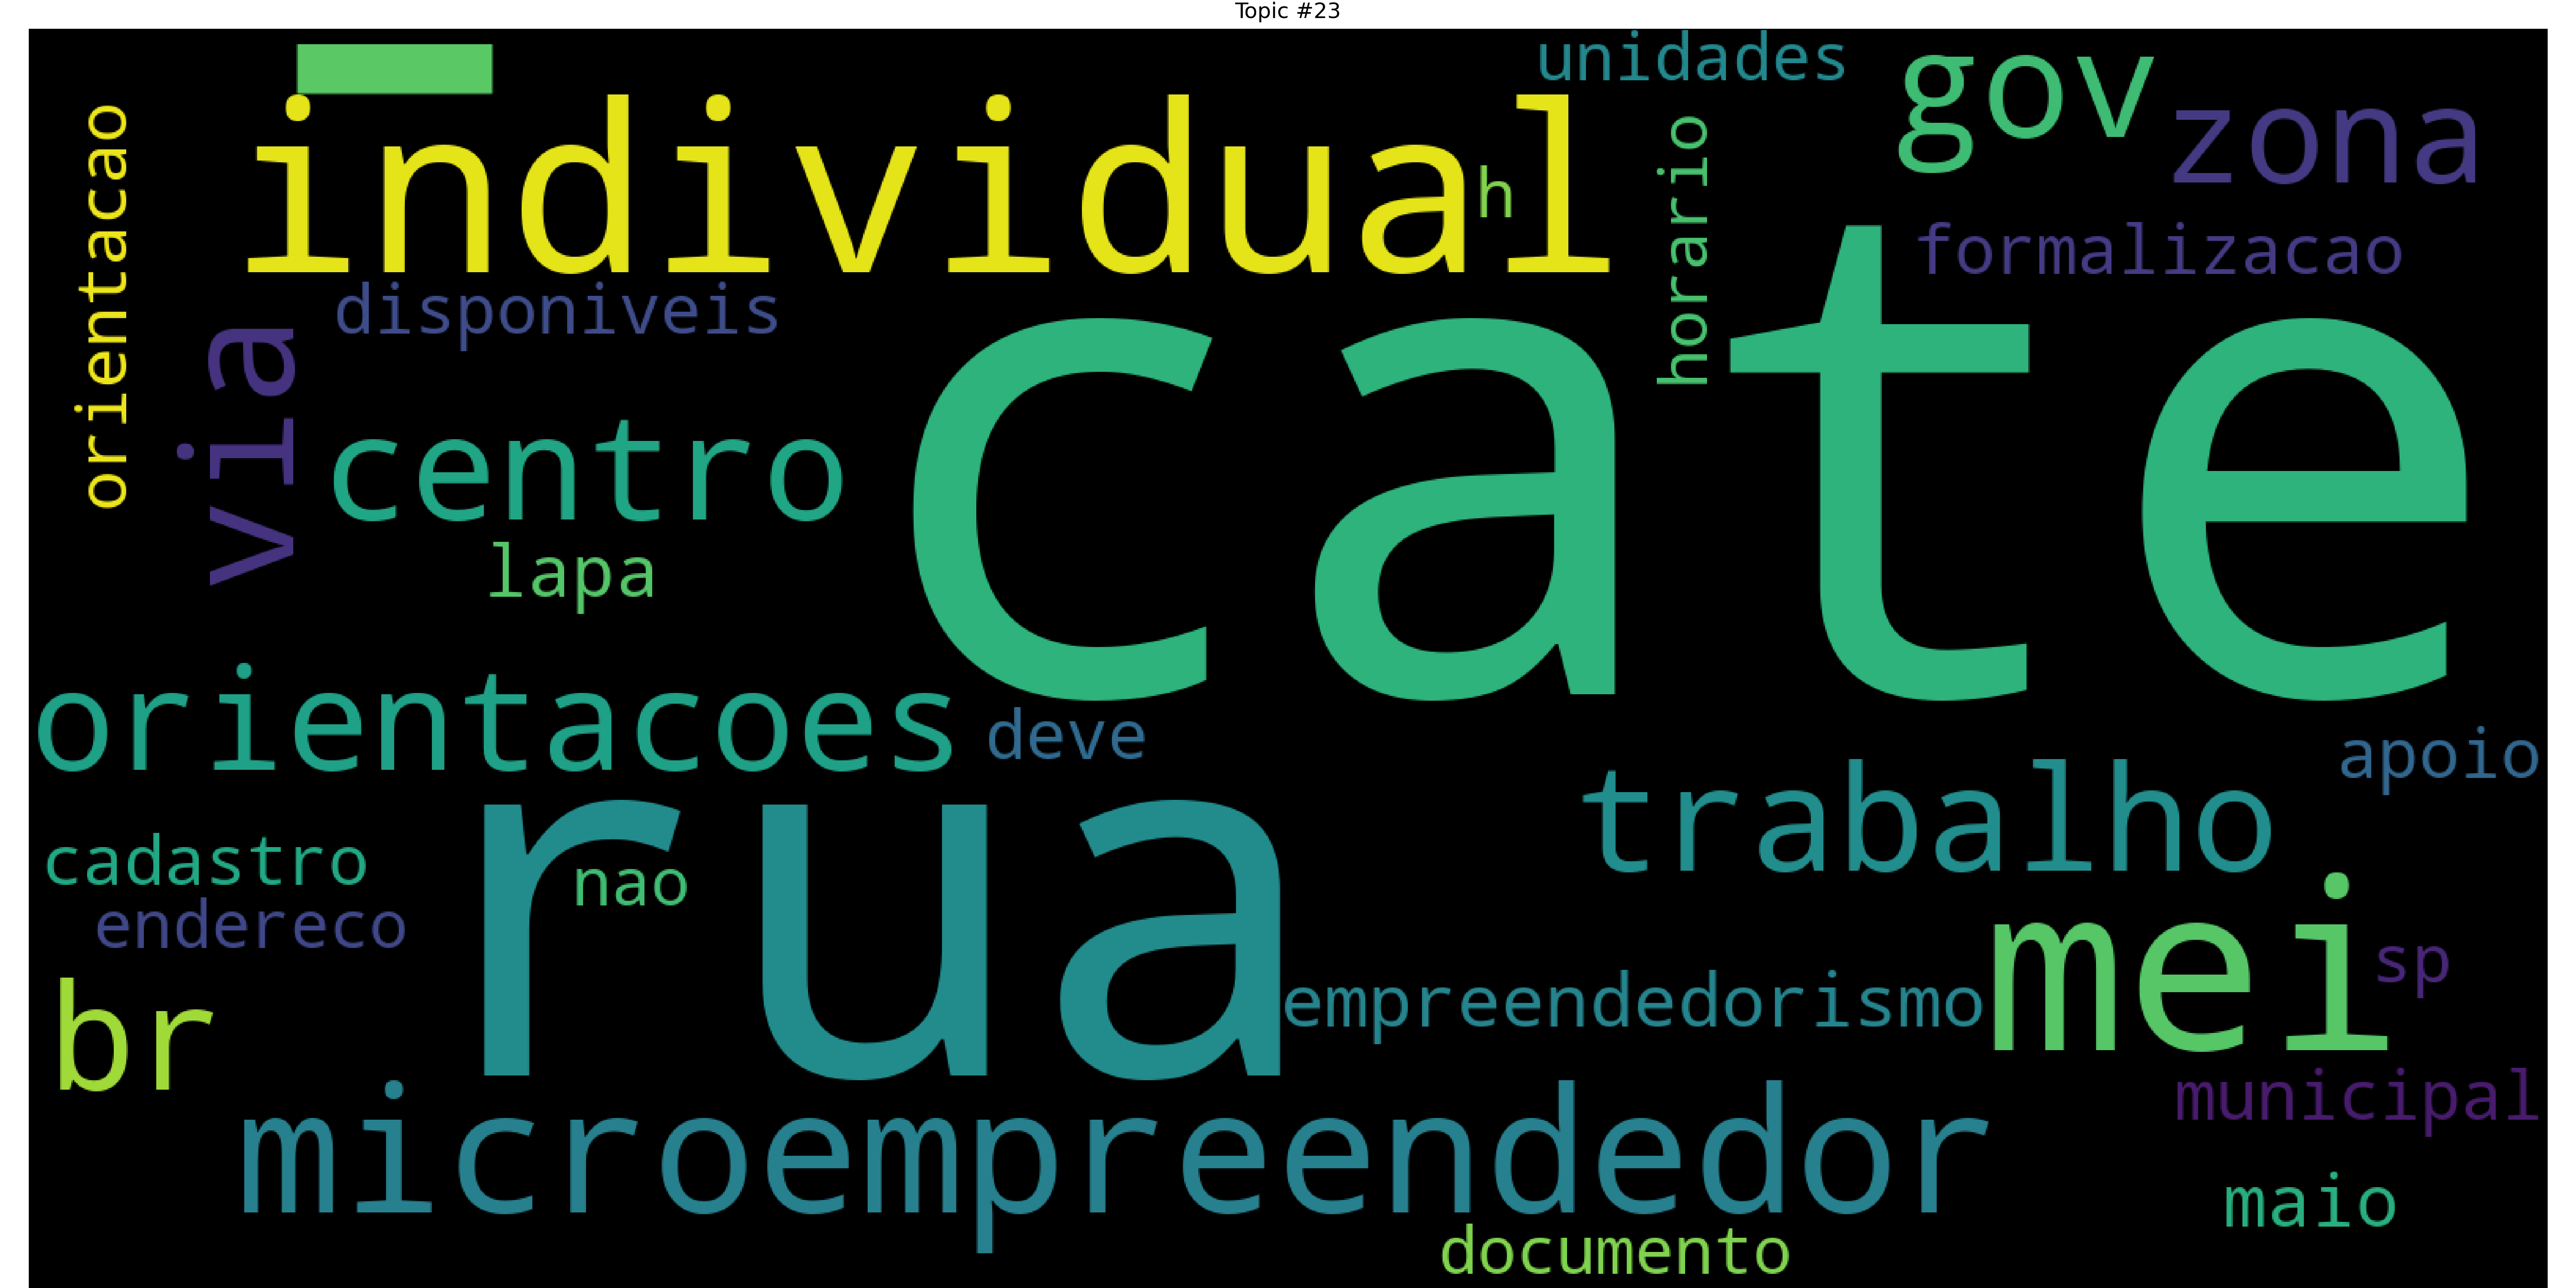 Topic #23
unidades
gov
zona
individual
h
horario
orientacao
formalizacao
disponiveis
cate
via
centro
lapa
orientacoes
deve
trabalho
apoio
rua
cadastro
nao
endereco
mei
sp
br
empreendedorismo
municipal
microempreendedor
maio
documento